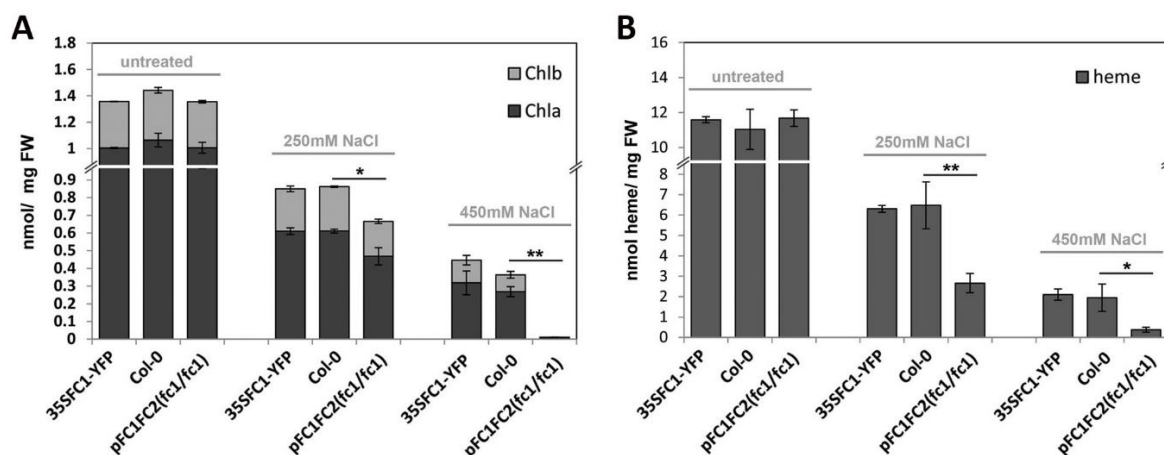 A
1.8
1.6
1.4
1.2
1
0.9
0.8
0.7
0.6
0.5
0.4
0.3
0.2
0.1
0
nmol/ mg FW
untreated
250mM NaCl
450mM NaCl
*
**
Chlb
Chla
35SFC1-YFP
Col-0
pFC1FC2(fc1/fc1)
35SFC1-YFP
Col-0
pFC1FC2(fc1/fc1)
35SFC1-YFP
Col-0
pFC1FC2(fc1/fc1)
B
16
14
12
10
8
7
6
5
4
3
2
1
0
nmol heme/ mg FW
untreated
250mM NaCl
450mM NaCl
**
*
heme
35SFC1-YFP
Col-0
pFC1FC2(fc1/fc1)
35SFC1-YFP
Col-0
pFC1FC2(fc1/fc1)
35SFC1-YFP
Col-0
pFC1FC2(fc1/fc1)